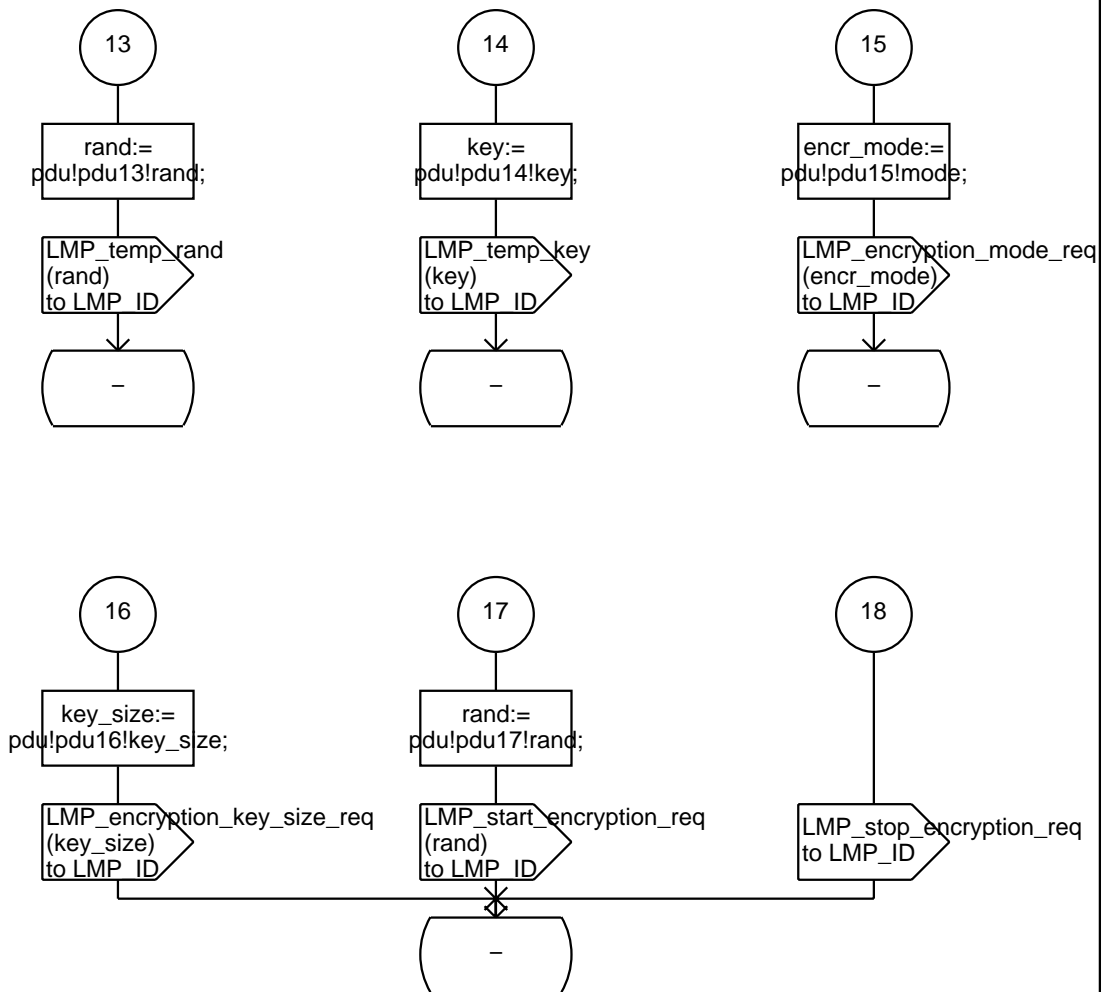 13
14
15
rand:=
pdu!pdu13!rand;
key:=
pdu!pdu14!key;
encr_mode:=
pdu!pdu15!mode;
LMP_temp_rand
(rand)
to LMP_ID
LMP_temp_key
(key)
to LMP_ID
LMP_encryption_mode_req
(encr_mode)
to LMP_ID
–
–
–
16
17
18
key_size:=
pdu!pdu16!key_size;
rand:=
pdu!pdu17!rand;
LMP_encryption_key_size_req
(key_size)
to LMP_ID
LMP_start_encryption_req
(rand)
to LMP_ID
LMP_stop_encryption_req
to LMP_ID
–